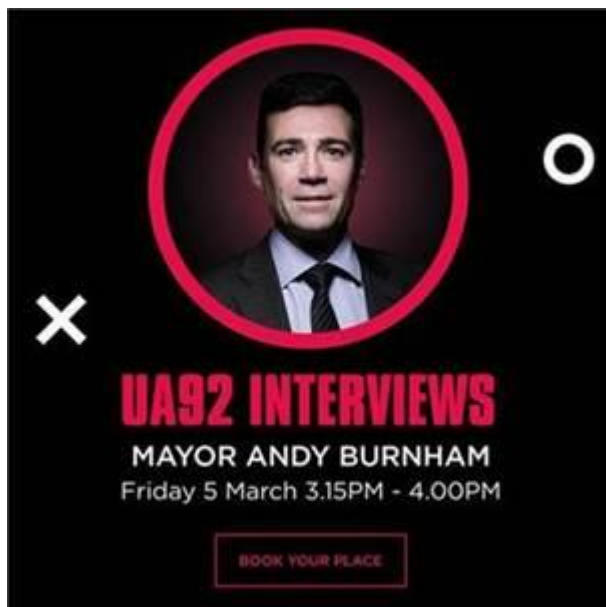 UA92 INTERVIEWS
MAYOR ANDY BURNHAM
Friday 5 March 3.15PM - 4.00PM
BOOK YOUR PLACE